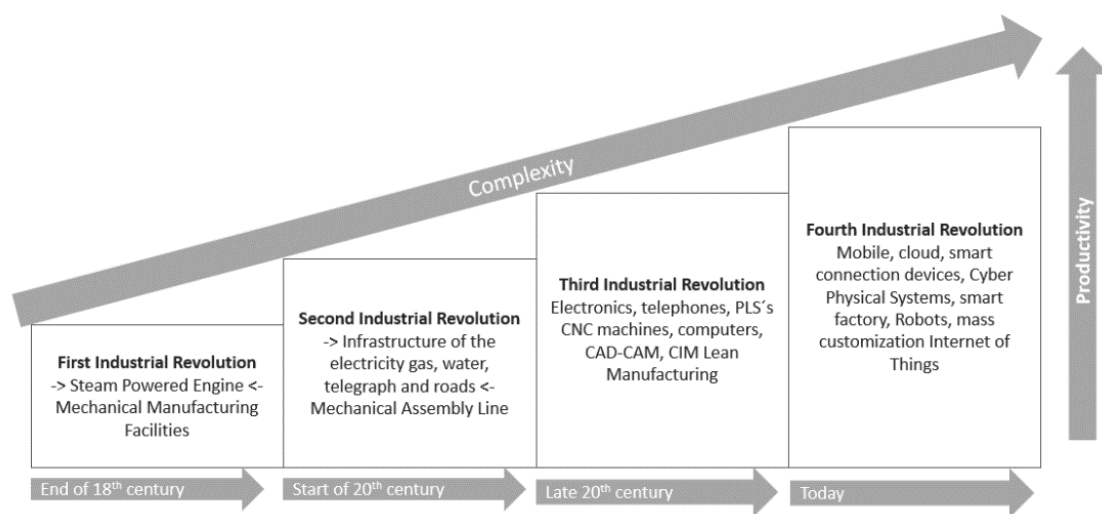 Complexity
Productivity
First Industrial Revolution
-> Steam Powered Engine <-
Mechanical Manufacturing
Facilities
Second Industrial Revolution
-> Infrastructure of the
electricity gas, water,
telegraph and roads <-
Mechanical Assembly Line
Third Industrial Revolution
Electronics, telephones, PLS´s
CNC machines, computers,
CAD-CAM, CIM Lean
Manufacturing
Fourth Industrial Revolution
Mobile, cloud, smart
connection devices, Cyber
Physical Systems, smart
factory, Robots, mass
customization Internet of
Things
End of 18th century
Start of 20th century
Late 20th century
Today